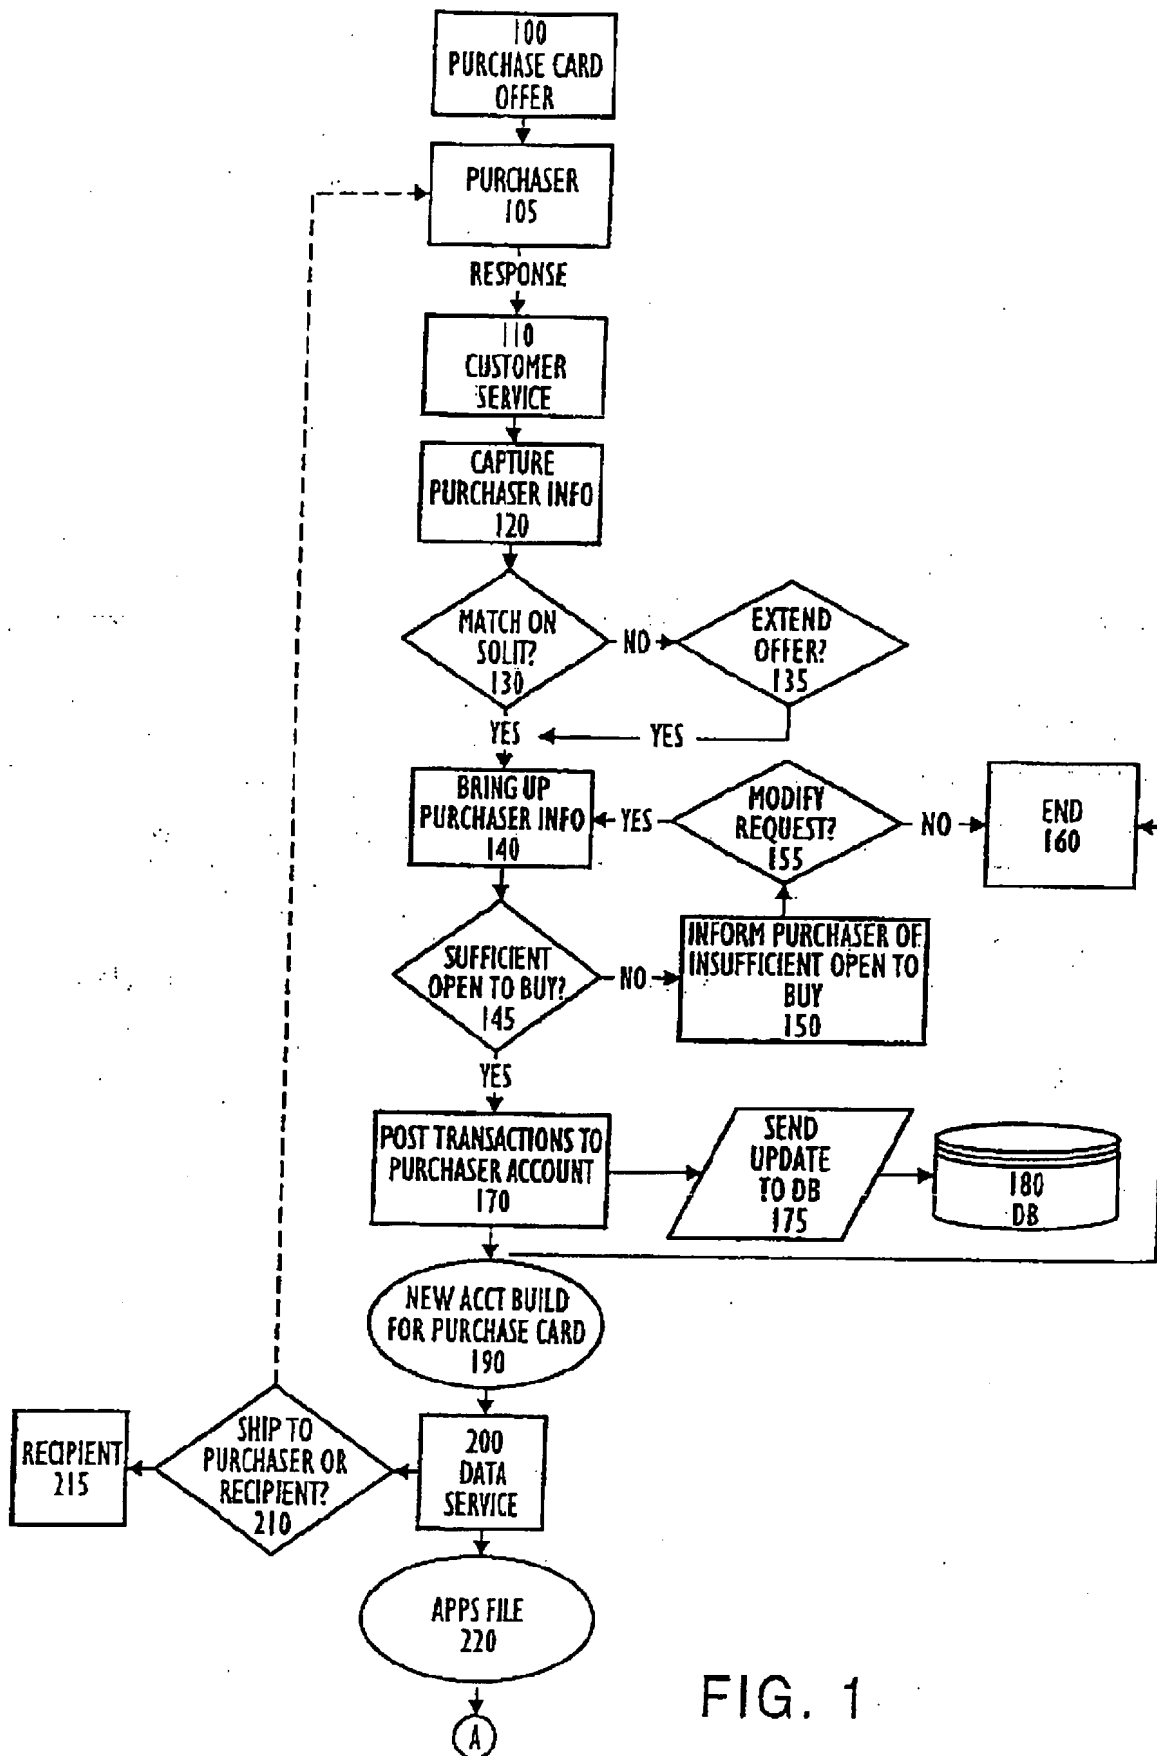 100
PURCHASE CARD
OFFER
PURCHASER
105
RESPONSE
110
CUSTOMER
SERVICE
CAPTURE
PURCHASER INFO
120
MATCH ON
SOLIT?
130
NO
EXTEND
OFFER?
135
YES
YES
BRING UP
PURCHASER INFO
140
YES
MODIFY
REQUEST?
155
NO
END
160
SUFFICIENT
OPEN TO BUY?
145
NO
INFORM PURCHASER OF
INSUFFICIENT OPEN TO
BUY
150
YES
POST TRANSACTIONS TO
PURCHASER ACCOUNT
170
SEND
UPDATE
TO DB
175
180
DB
NEW ACCT BUILD
FOR PURCHASE CARD
190
RECIPIENT
215
SHIP TO
PURCHASER OR
RECIPIENT?
210
200
DATA
SERVICE
APPS FILE
220
A
FIG. 1